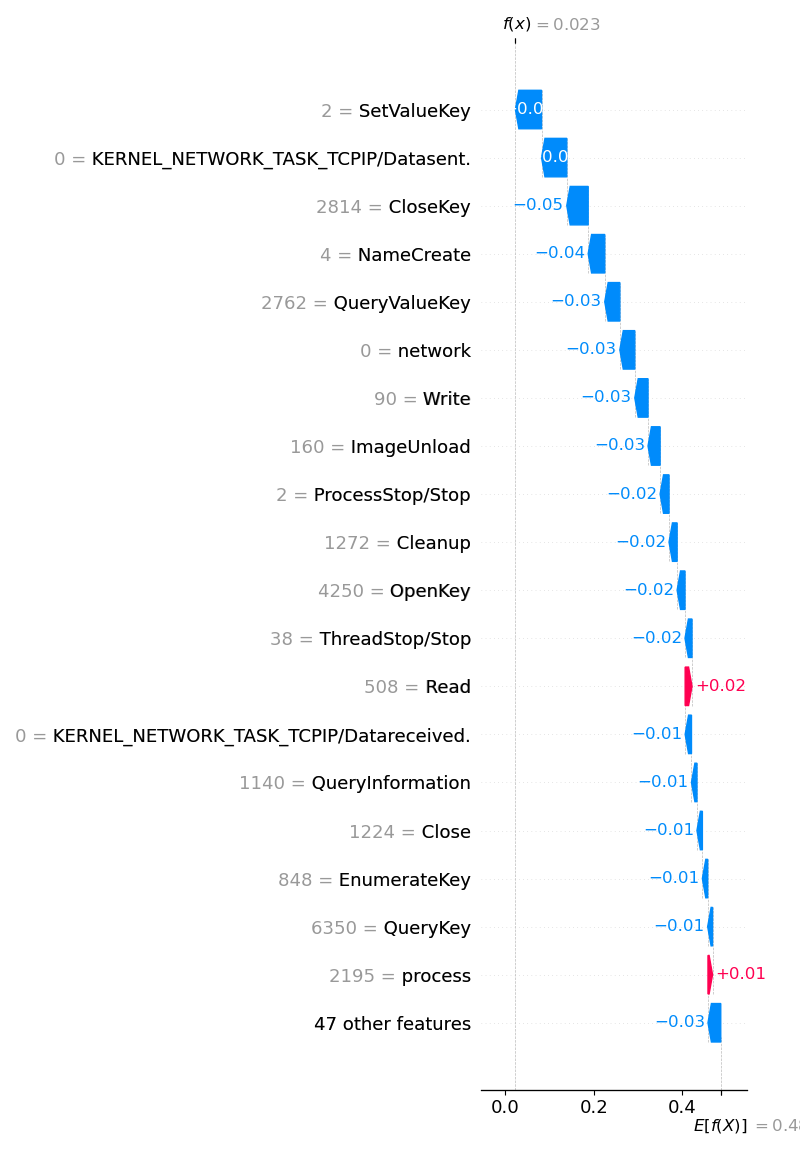 f(x) = 0.023
2 = SetValueKey
0 = KERNEL_NETWORK_TASK_TCPIP/Datasent.
2814 = CloseKey −0.05
4 = NameCreate −0.04
2762 = QueryValueKey −0.03
0 = network −0.03
90 = Write −0.03
160 = ImageUnload −0.03
2 = ProcessStop/Stop −0.02
1272 = Cleanup −0.02
4250 = OpenKey −0.02
38 = ThreadStop/Stop −0.02
508 = Read +0.02
0 = KERNEL_NETWORK_TASK_TCPIP/Datareceived. −0.01
1140 = QueryInformation −0.01
1224 = Close −0.01
848 = EnumerateKey −0.01
6350 = QueryKey −0.01
2195 = process +0.01
47 other features −0.03
0.0 0.2 0.4
E[f(X)] = 0.48